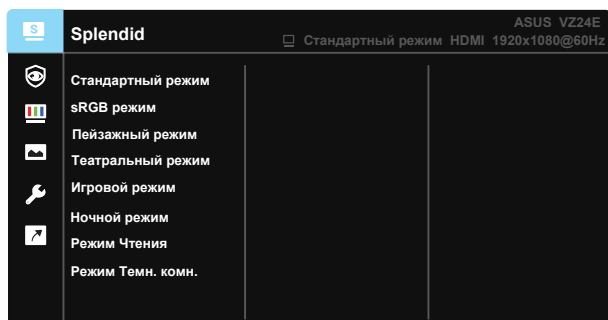 S
Splendid
ASUS VZ24E
Стандартный режим HDMI 1920x1080@60Hz
Стандартный режим
sRGB режим
Пейзажный режим
Театральный режим
Игровой режим
Ночной режим
Режим Чтения
Режим Темн. комн.